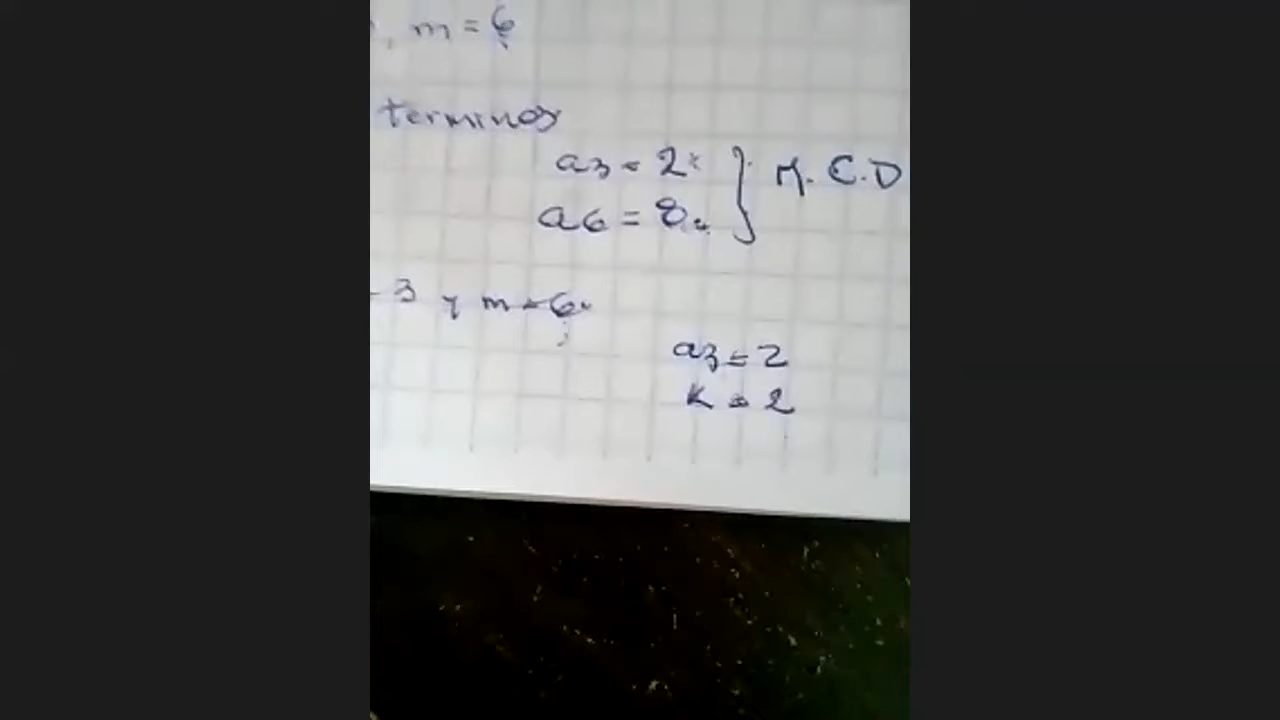 , m = 6
terminos
a3 = 2
a6 = 8 } M.C.D
3 y m = 6
a3 = 2
K = 2